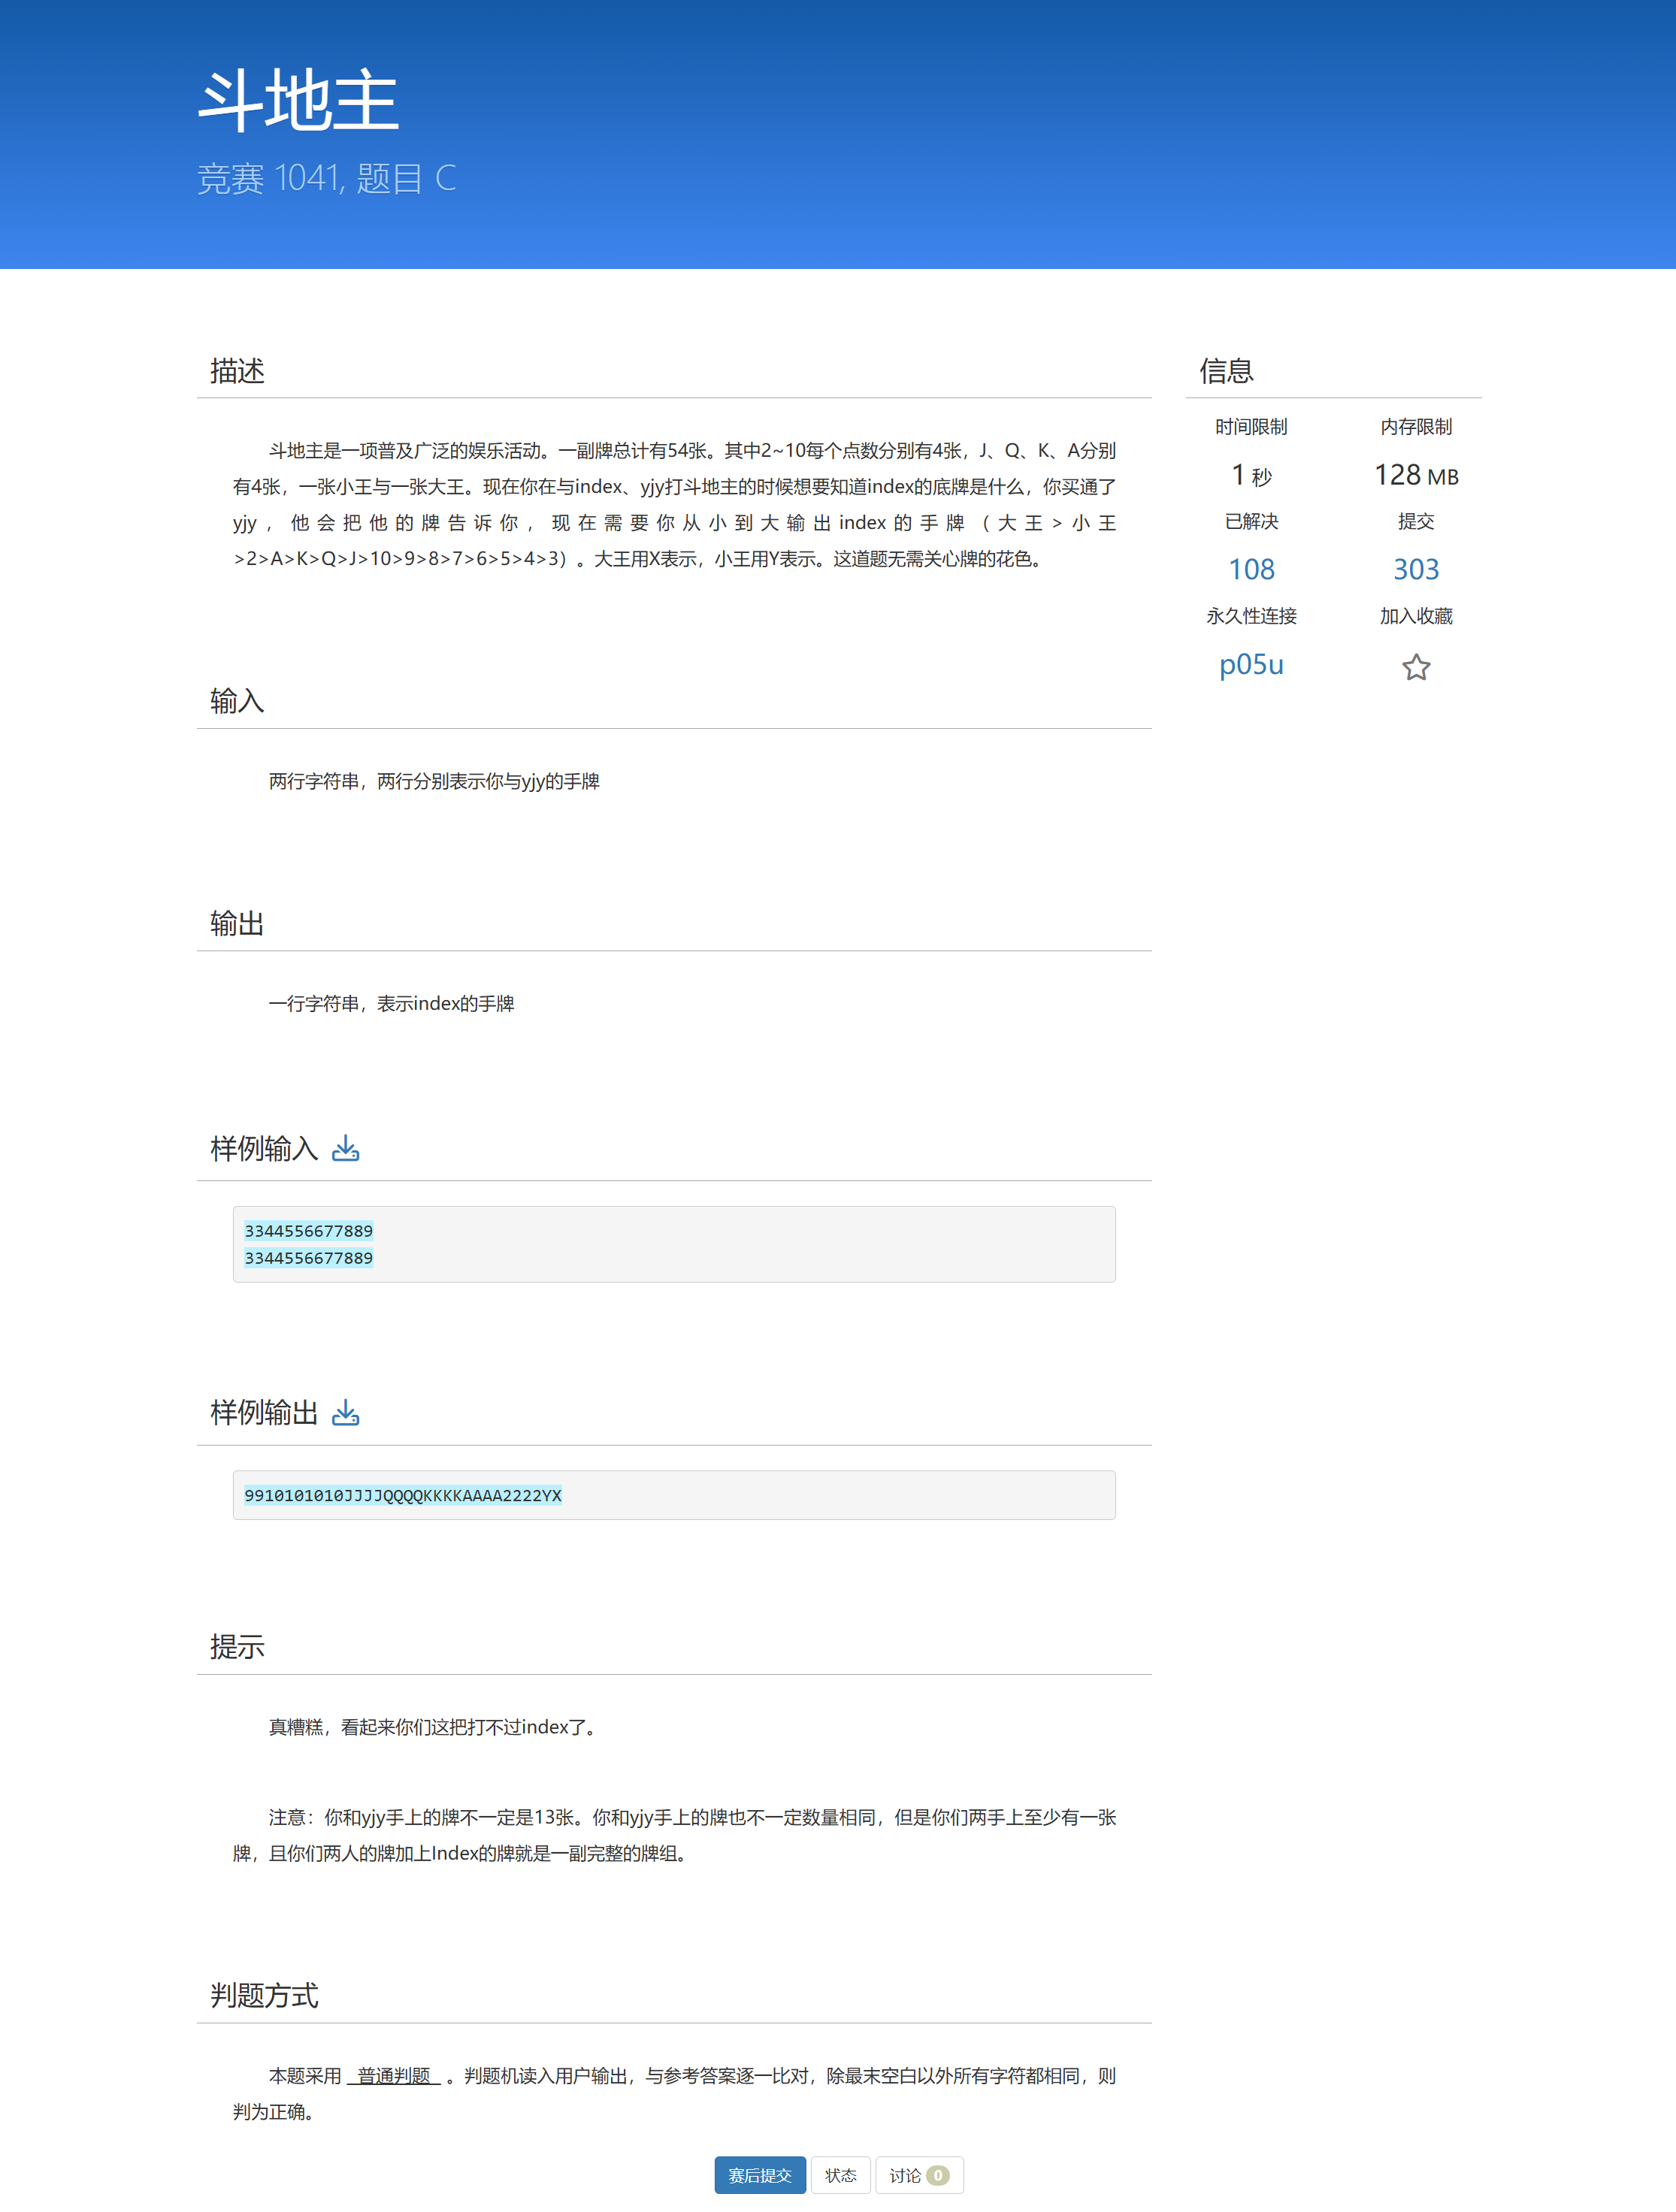 斗地主
竞赛 1041, 题目 C
描述
斗地主是一项普及广泛的娱乐活动。一副牌总计有54张。其中2~10每个点数分别有4张，J、Q、K、A分别
有4张，一张小王与一张大王。现在你在与index、yjy打斗地主的时候想要知道index的底牌是什么，你买通了
yjy，他会把他的牌告诉你，现在需要你从小到大输出index的手牌（大王>小王
>2>A>K>Q>J>10>9>8>7>6>5>4>3）。大王用X表示，小王用Y表示。这道题无需关心牌的花色。
信息
时间限制 内存限制
1 秒 128 MB
已解决 提交
108 303
永久性连接 加入收藏
p05u
输入
两行字符串，两行分别表示你与yjy的手牌
输出
一行字符串，表示index的手牌
样例输入
3344556677889
3344556677889
样例输出
9910101010JJJJQQQQKKKKAAAA2222YX
提示
真糟糕，看起来你们这把打不过index了。
注意：你和yjy手上的牌不一定是13张。你和yjy手上的牌也不一定数量相同，但是你们两手上至少有一张
牌，且你们两人的牌加上Index的牌就是一副完整的牌组。
判题方式
本题采用 普通判题 。判题机读入用户输出，与参考答案逐一比对，除最末空白以外所有字符都相同，则
判为正确。
赛后提交 状态 讨论 0